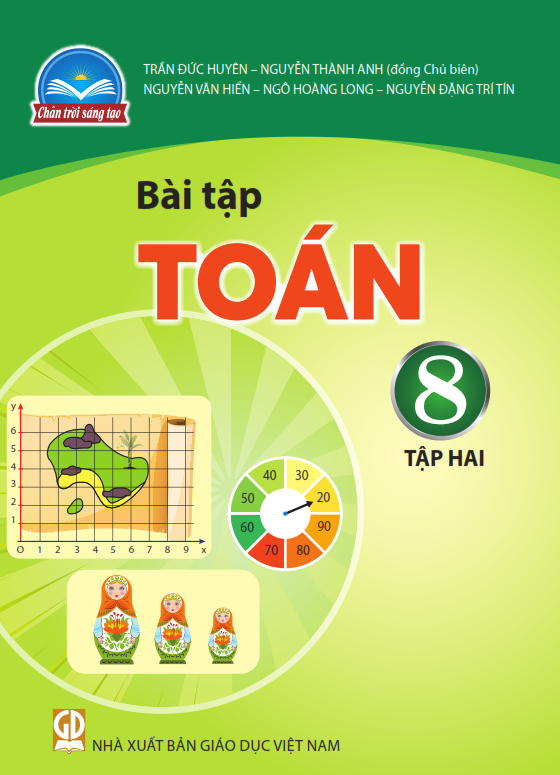 TRẦN ĐỨC HUYÊN – NGUYỄN THÀNH ANH (đồng Chủ biên)
NGUYỄN VĂN HIỂN – NGÔ HOÀNG LONG – NGUYỄN ĐẶNG TRÍ TÍN
Chân trời sáng tạo
Bài tập
TOÁN
8
TẬP HAI
y
6
5
4
3
2
1
O 1 2 3 4 5 6 7 8 9 x
40 30
50 20
60 90
70 80
GD
NHÀ XUẤT BẢN GIÁO DỤC VIỆT NAM